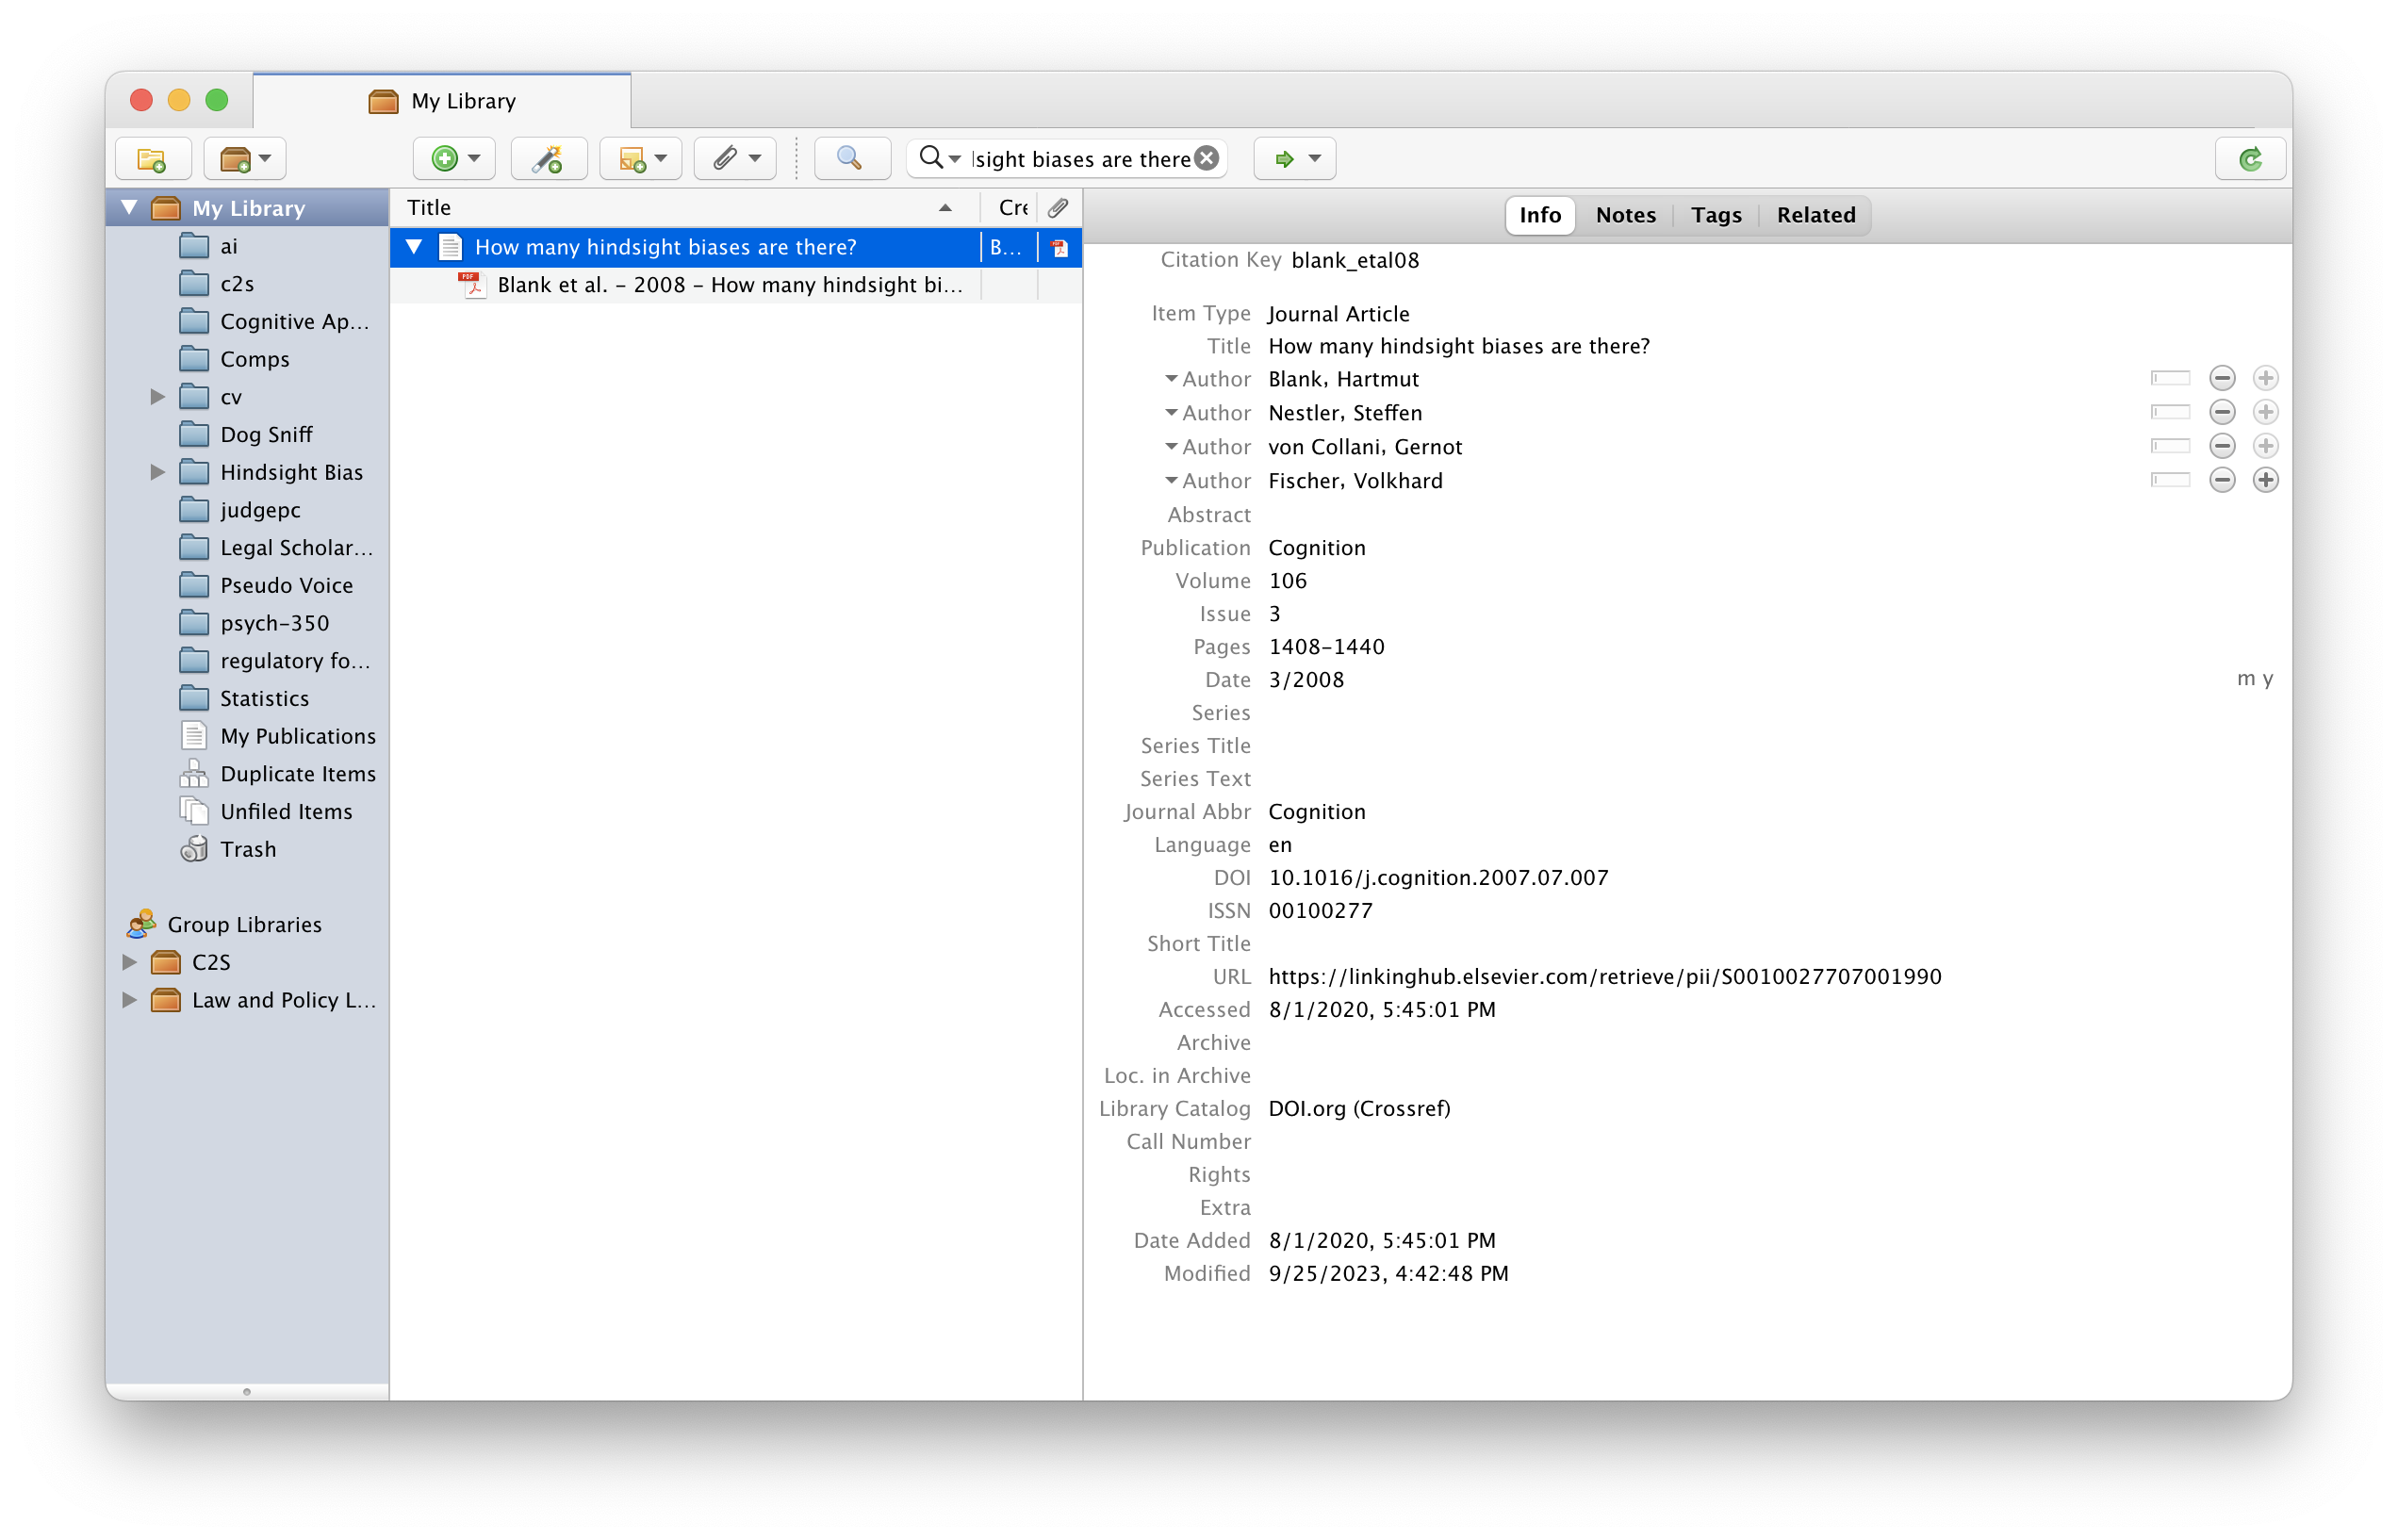 My Library
sight biases are there
My Library
ai
c2s
Cognitive Ap...
Comps
cv
Dog Sniff
Hindsight Bias
judgepc
Legal Scholar...
Pseudo Voice
psych-350
regulatory fo...
Statistics
My Publications
Duplicate Items
Unfiled Items
Trash
Group Libraries
C2S
Law and Policy L...
Title Cre
How many hindsight biases are there? B...
PDF Blank et al. - 2008 - How many hindsight bi...
Info Notes Tags Related
Citation Key blank_etal08
Item Type Journal Article
Title How many hindsight biases are there?
Author Blank, Hartmut
Author Nestler, Steffen
Author von Collani, Gernot
Author Fischer, Volkhard
Abstract
Publication Cognition
Volume 106
Issue 3
Pages 1408-1440
Date 3/2008 m y
Series
Series Title
Series Text
Journal Abbr Cognition
Language en
DOI 10.1016/j.cognition.2007.07.007
ISSN 00100277
Short Title
URL https://linkinghub.elsevier.com/retrieve/pii/S0010027707001990
Accessed 8/1/2020, 5:45:01 PM
Archive
Loc. in Archive
Library Catalog DOI.org (Crossref)
Call Number
Rights
Extra
Date Added 8/1/2020, 5:45:01 PM
Modified 9/25/2023, 4:42:48 PM